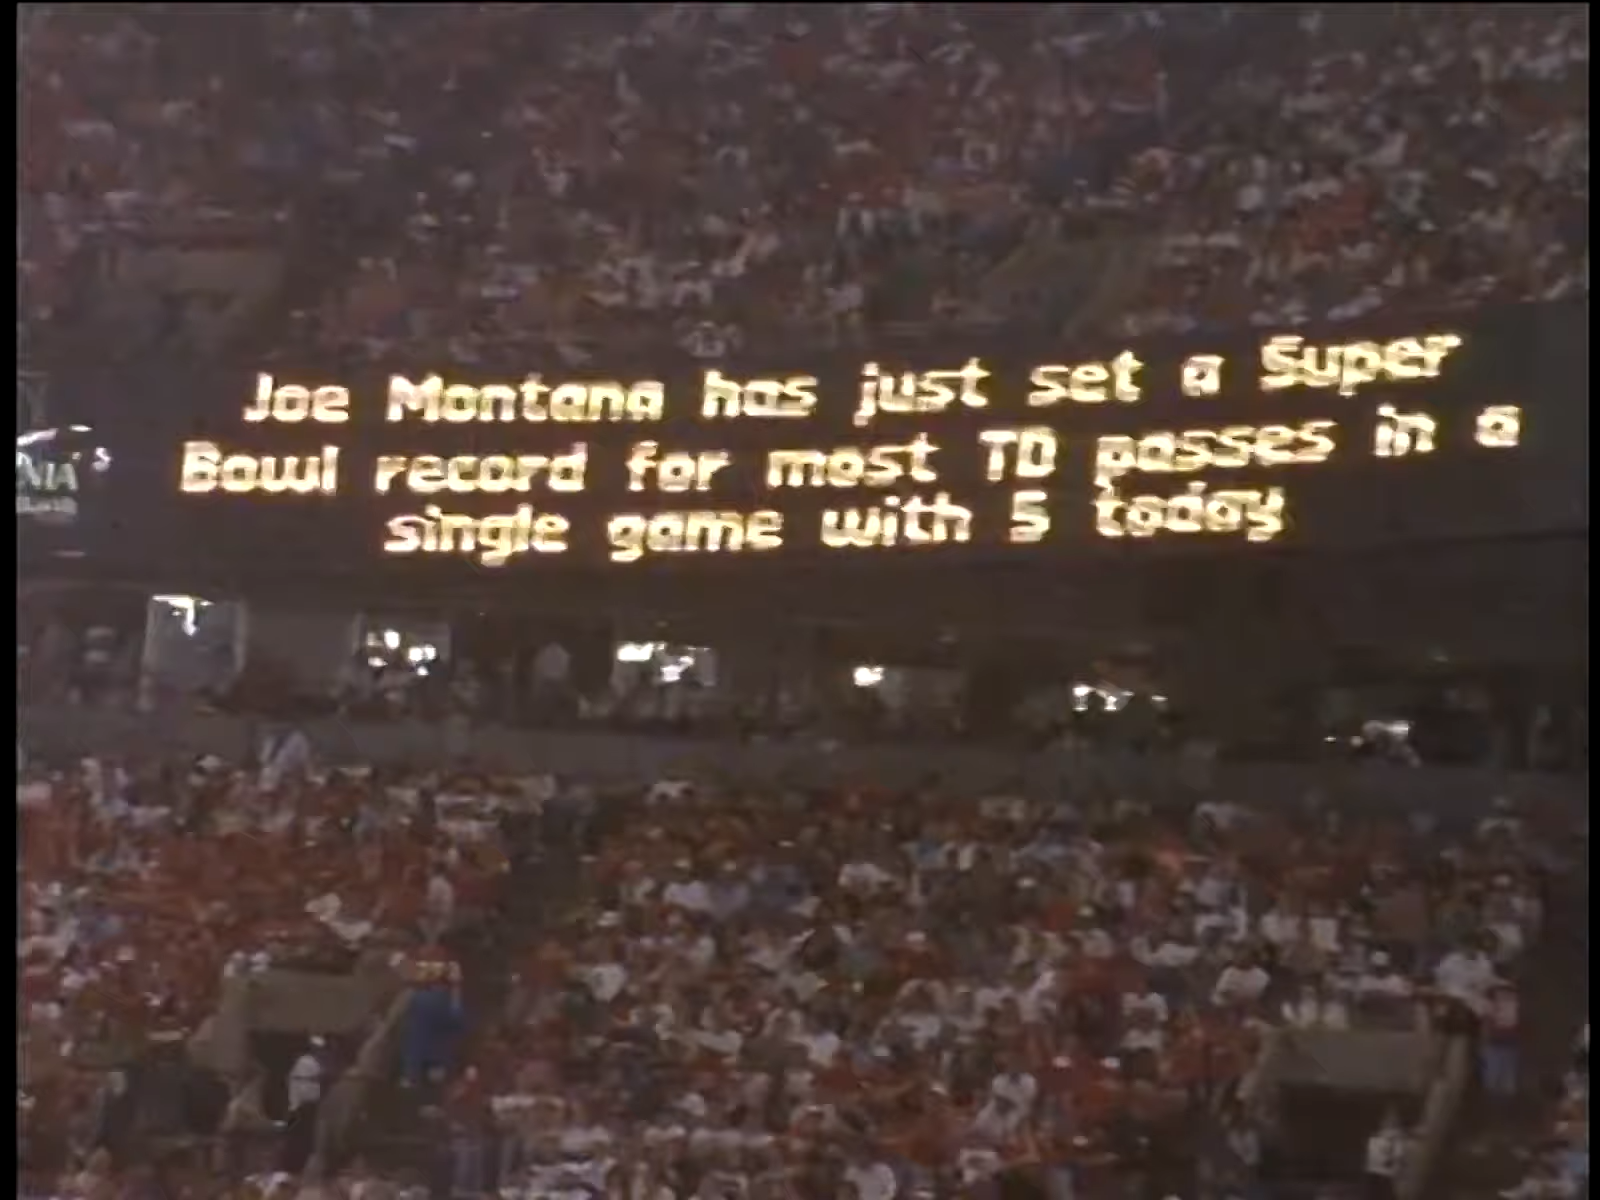 Joe Montana has just set a Super
Bowl record for most TD passes in a
single game with 5 today